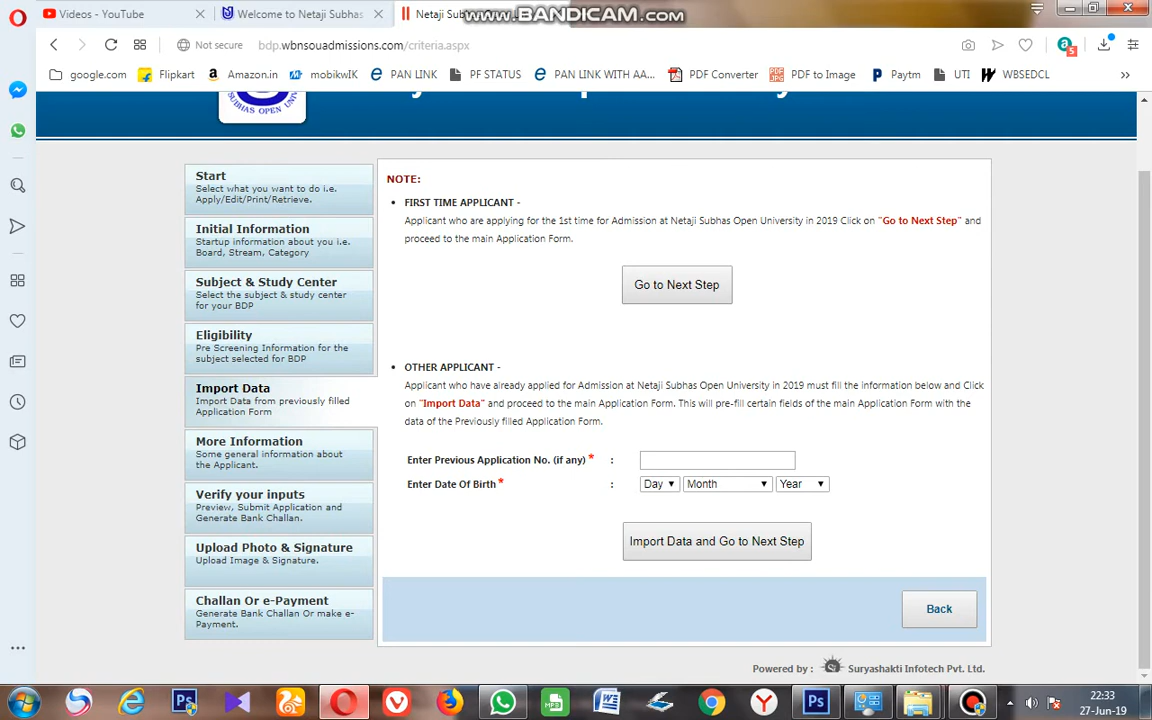 Videos - YouTube
Welcome to Netaji Subhas
Netaji Su
www.BANDICAM.com
Not secure
bdp.wbnsouadmissions.com/criteria.aspx
google.com
Flipkart
Amazon.in
mobikwIK
PAN LINK
PF STATUS
PAN LINK WITH AA...
PDF Converter
PDF to Image
Paytm
UTI
WBSEDCL
SUBHAS OPEN UNIV
Start
Select what you want to do i.e.
Apply/Edit/Print/Retrieve.
Initial Information
Startup information about you i.e.
Board, Stream, Category
Subject & Study Center
Select the subject & study center
for your BDP
Eligibility
Pre Screening Information for the
subject selected for BDP
Import Data
Import Data from previously filled
Application Form
More Information
Some general information about
the Applicant.
Verify your inputs
Preview, Submit Application and
Generate Bank Challan.
Upload Photo & Signature
Upload Image & Signature.
Challan Or e-Payment
Generate Bank Challan Or make e-
Payment.
NOTE:
FIRST TIME APPLICANT -
Applicant who are applying for the 1st time for Admission at Netaji Subhas Open University in 2019 Click on "Go to Next Step" and
proceed to the main Application Form.
Go to Next Step
OTHER APPLICANT -
Applicant who have already applied for Admission at Netaji Subhas Open University in 2019 must fill the information below and Click
on "Import Data" and proceed to the main Application Form. This will pre-fill certain fields of the main Application Form with the
data of the Previously filled Application Form.
Enter Previous Application No. (if any) * :
Enter Date Of Birth * : Day Month Year
Import Data and Go to Next Step
Back
Powered by : Suryashakti Infotech Pvt. Ltd.
22:33
27-Jun-19